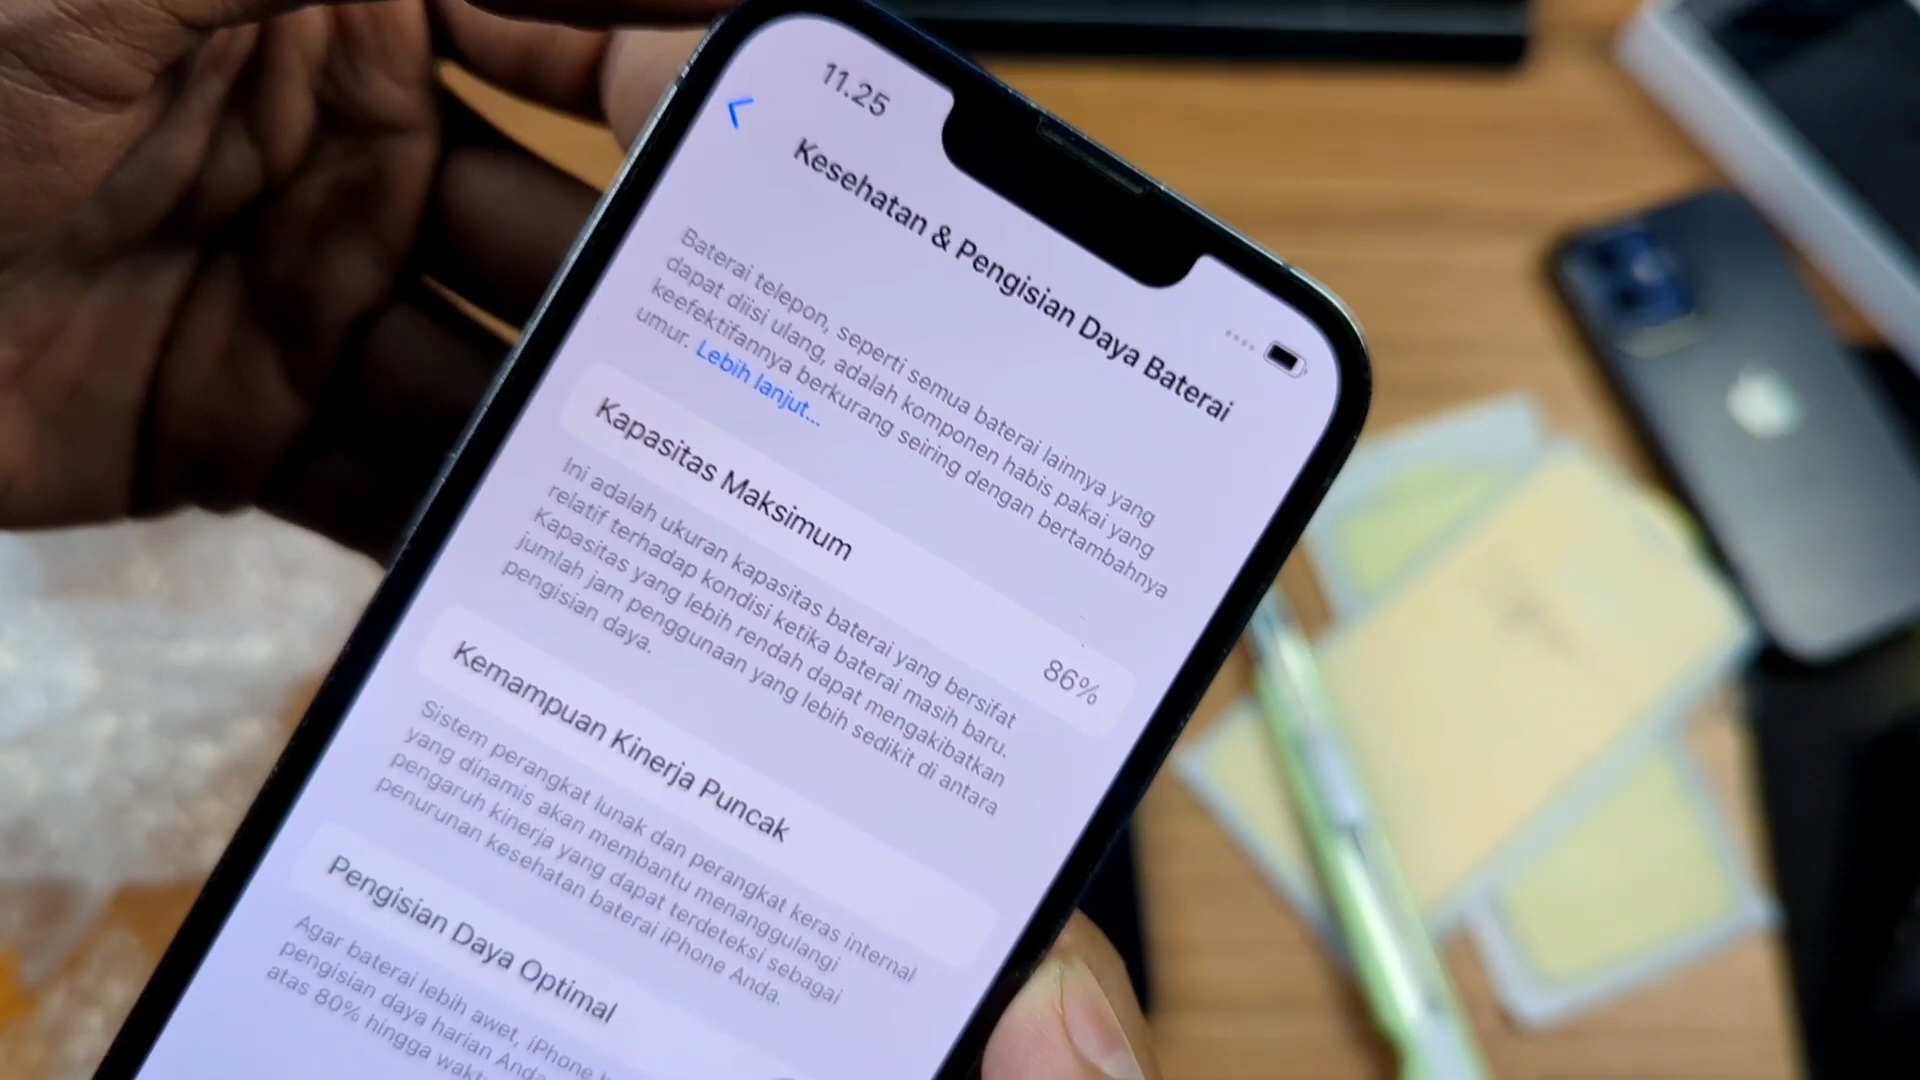 11.25
Kesehatan & Pengisian Daya Baterai
Baterai telepon, seperti semua baterai lainnya yang
dapat diisi ulang, adalah komponen habis pakai yang
keefektifannya berkurang seiring dengan bertambahnya
umur. Lebih lanjut...
Kapasitas Maksimum
86%
Ini adalah ukuran kapasitas baterai yang bersifat
relatif terhadap kondisi ketika baterai masih baru.
Kapasitas yang lebih rendah dapat mengakibatkan
jumlah jam penggunaan yang lebih sedikit di antara
pengisian daya.
Kemampuan Kinerja Puncak
Sistem perangkat lunak dan perangkat keras internal
yang dinamis akan membantu menanggulangi
pengaruh kinerja yang dapat terdeteksi sebagai
penurunan kesehatan baterai iPhone Anda.
Pengisian Daya Optimal
Agar baterai lebih awet, iPhone
pengisian daya harian Anda
atas 80% hingga